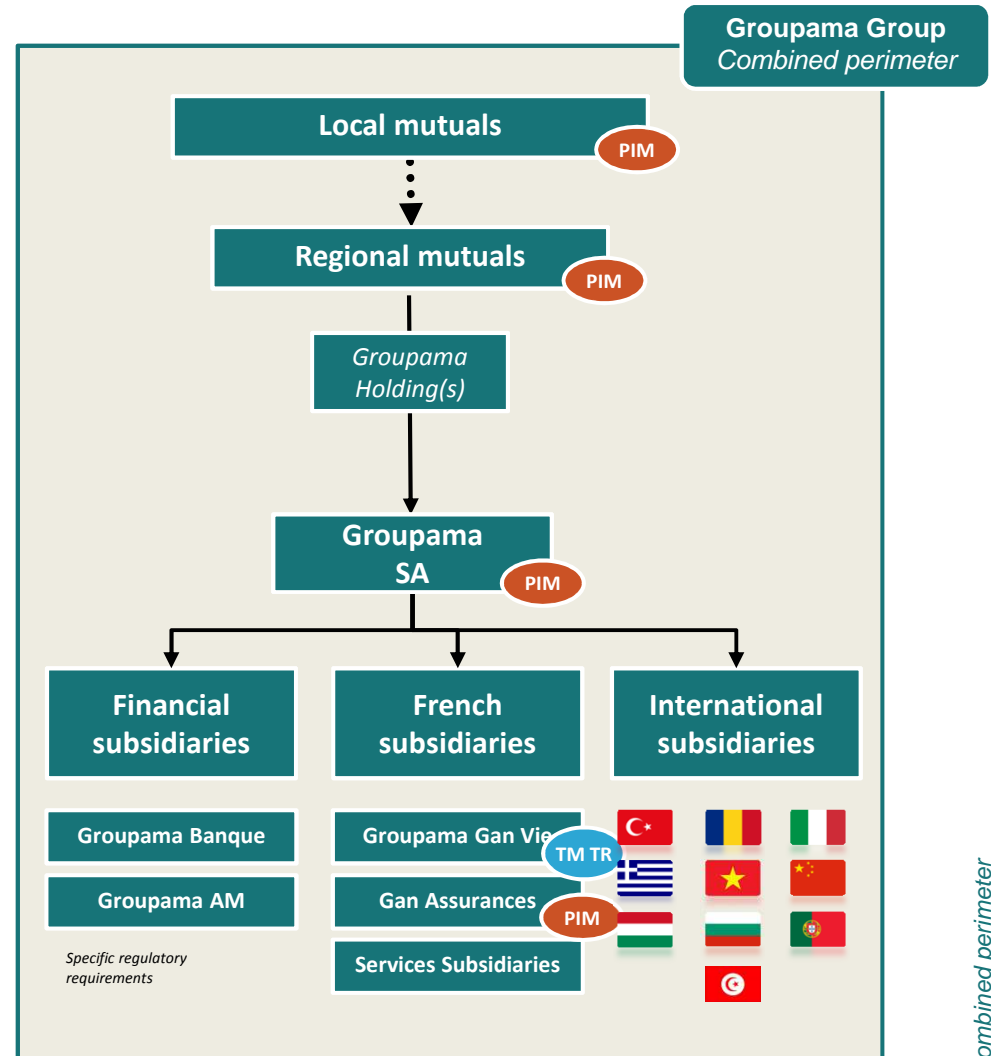 Groupama Group
Combined perimeter
Local mutuals
PIM
Regional mutuals
PIM
Groupama
Holding(s)
Groupama
SA
PIM
Financial
subsidiaries
French
subsidiaries
International
subsidiaries
Groupama Banque
Groupama Gan Vie
TM TR
Groupama AM
Gan Assurances
PIM
Specific regulatory
requirements
Services Subsidiaries
perimeter